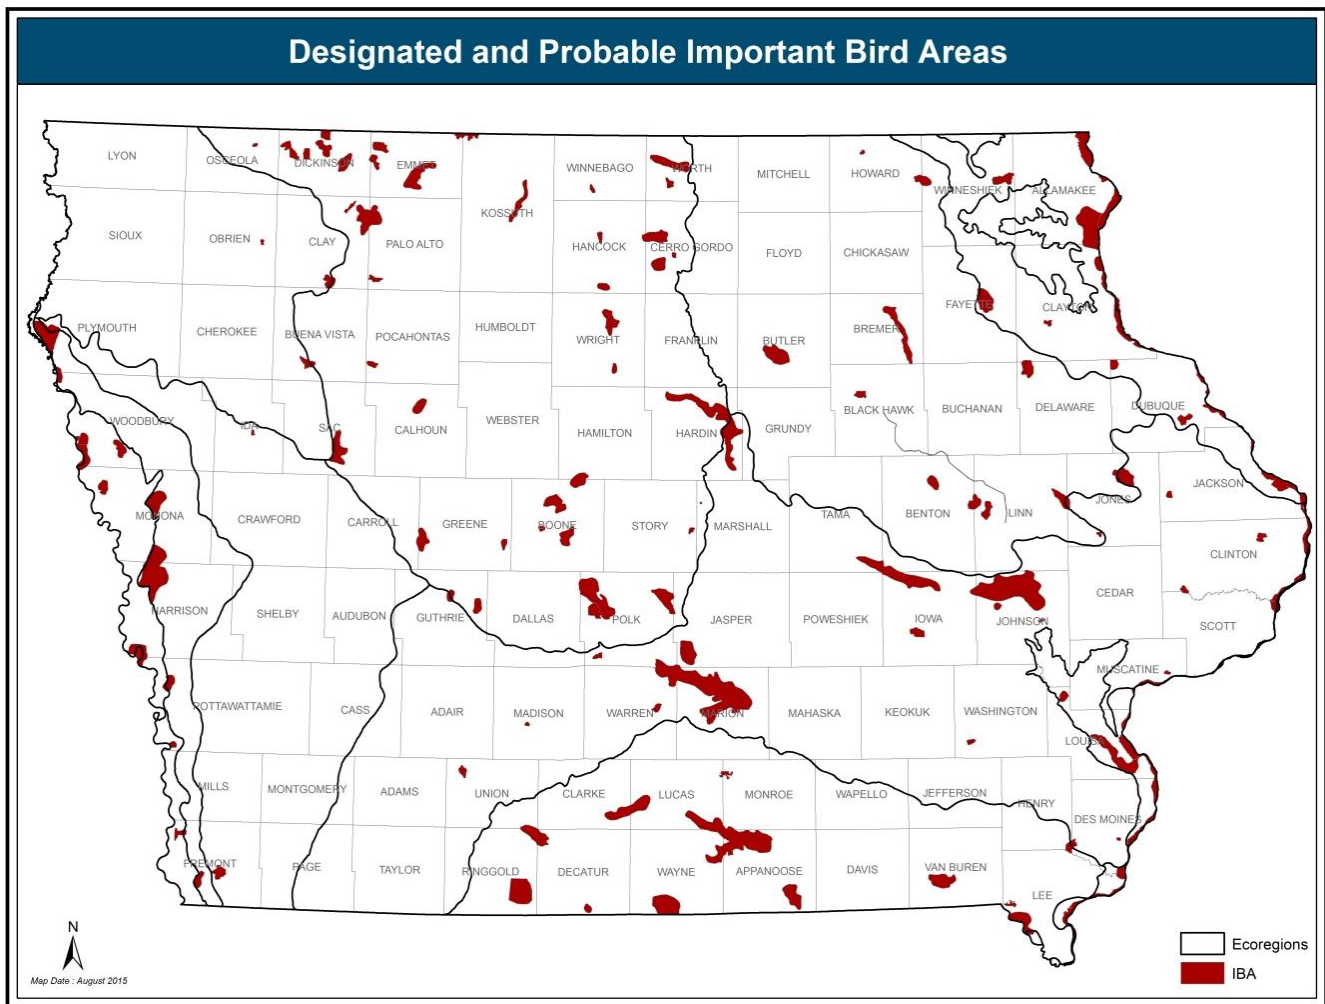 Designated and Probable Important Bird Areas
LYON
OSCEOLA
DICKINSON
EMMET
WINNEBAGO
WORTH
MITCHELL
HOWARD
WINNESHIEK
ALLAMAKEE
SIOUX
OBRIEN
CLAY
PALO ALTO
KOSSUTH
HANCOCK
CERRO GORDO
FLOYD
CHICKASAW
PLYMOUTH
CHEROKEE
BUENA VISTA
POCAHONTAS
HUMBOLDT
WRIGHT
FRANKLIN
BUTLER
BREMER
FAYETTE
CLAYTON
WOODBURY
IDA
SAC
CALHOUN
WEBSTER
HAMILTON
HARDIN
GRUNDY
BLACK HAWK
BUCHANAN
DELAWARE
DUBUQUE
MONONA
CRAWFORD
CARROLL
GREENE
BOONE
STORY
MARSHALL
TAMA
BENTON
LINN
JONES
JACKSON
CLINTON
HARRISON
SHELBY
AUDUBON
GUTHRIE
DALLAS
POLK
JASPER
POWESHIEK
IOWA
JOHNSON
CEDAR
SCOTT
POTTAWATTAMIE
CASS
ADAIR
MADISON
WARREN
MARION
MAHASKA
KEOKUK
WASHINGTON
MUSCATINE
LOUISA
MILLS
MONTGOMERY
ADAMS
UNION
CLARKE
LUCAS
MONROE
WAPELLO
JEFFERSON
HENRY
DES MOINES
FREMONT
PAGE
TAYLOR
RINGGOLD
DECATUR
WAYNE
APPANOOSE
DAVIS
VAN BUREN
LEE
N
Map Date : August 2015
Ecoregions
IBA